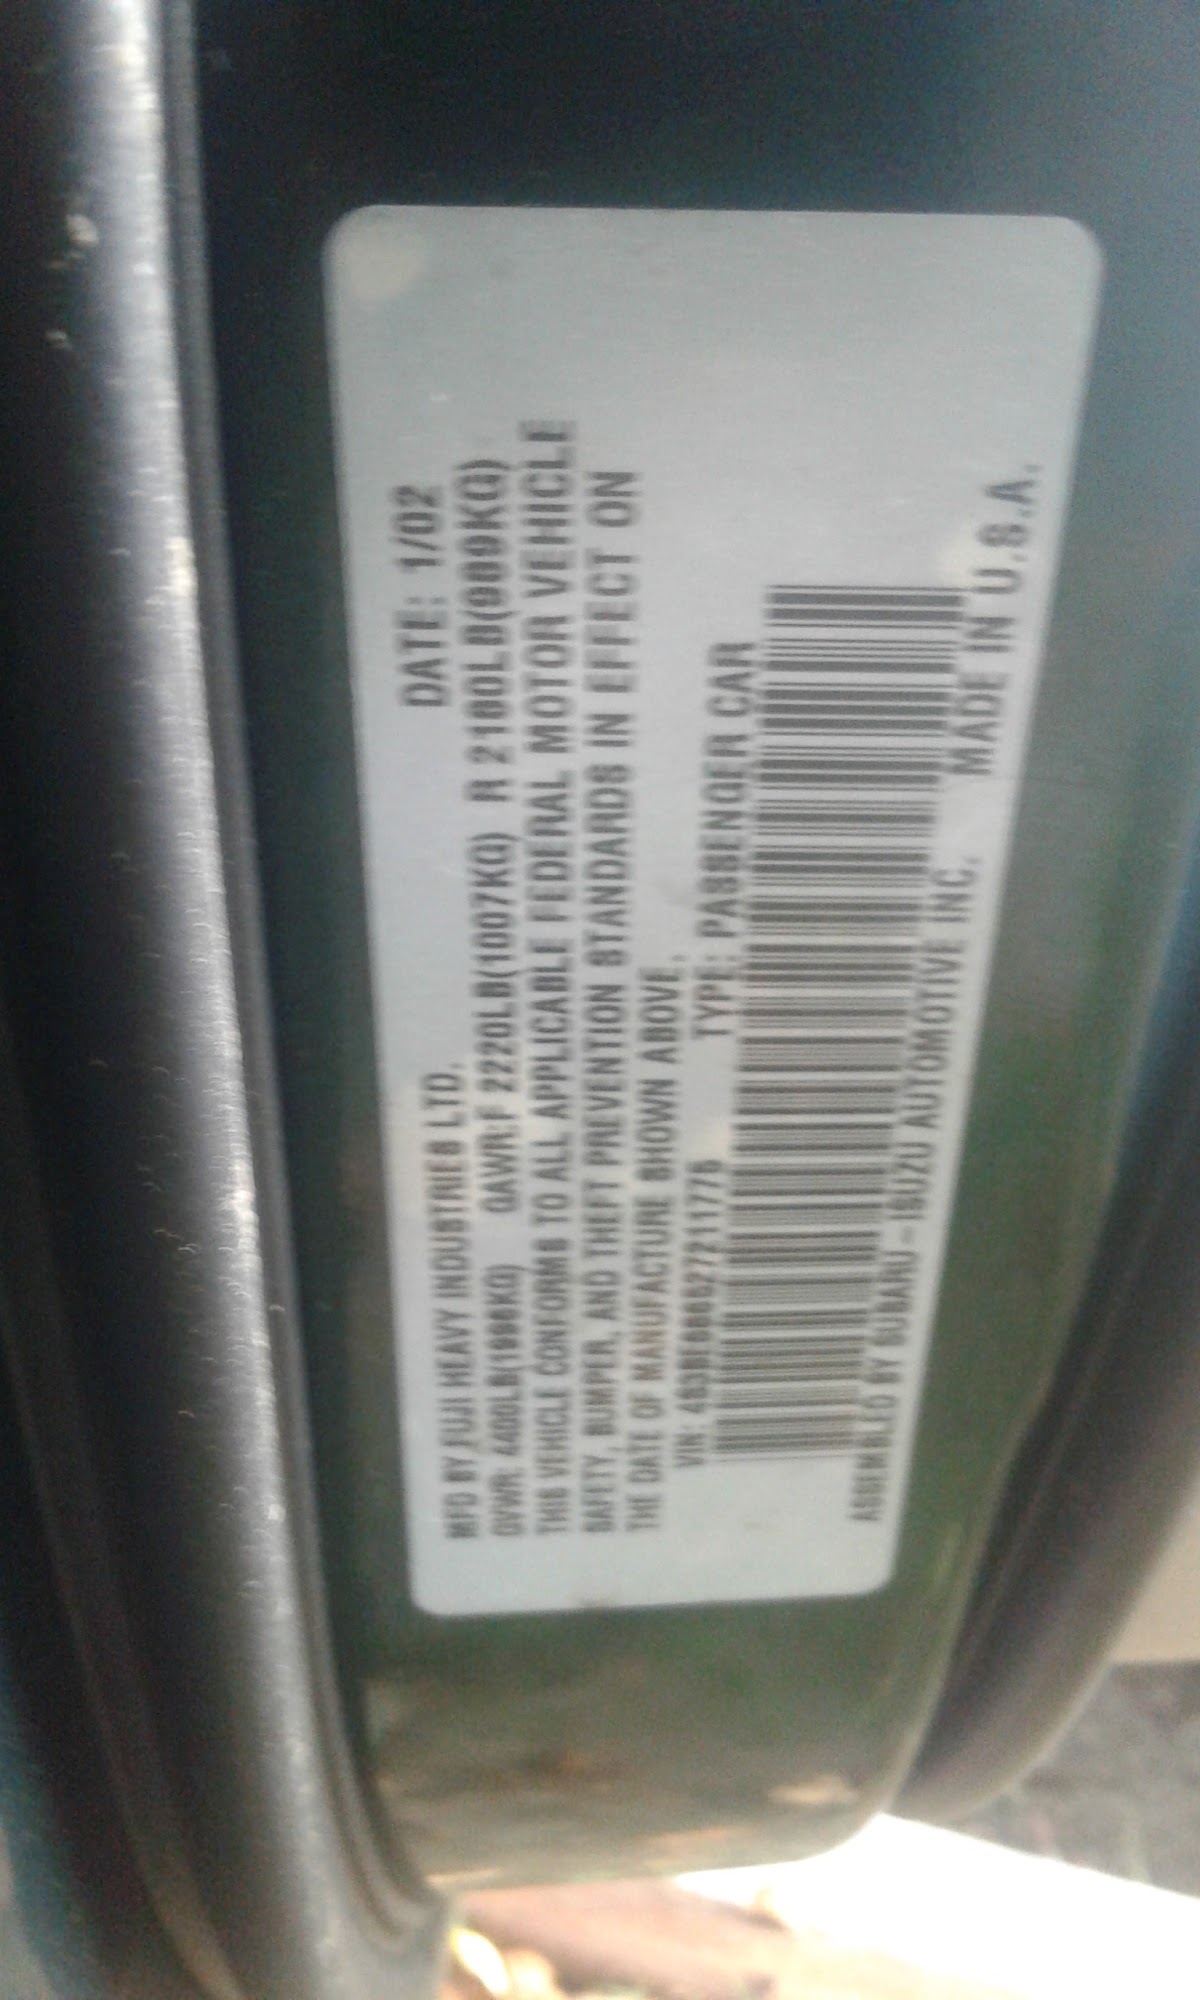 MFD BY FUJI HEAVY INDUSTRIES LTD. DATE: 1/02
GVWR: 4400LB(1996KG) GAWR:F 2220LB(1007KG) R 2180LB(989KG)
THIS VEHICLE CONFORMS TO ALL APPLICABLE FEDERAL MOTOR VEHICLE
SAFETY, BUMPER, AND THEFT PREVENTION STANDARDS IN EFFECT ON
THE DATE OF MANUFACTURE SHOWN ABOVE.
VIN: 4S3BE686527211775 TYPE: PASSENGER CAR
ASSEMBLED BY SUBARU-ISUZU AUTOMOTIVE INC. MADE IN U.S.A.